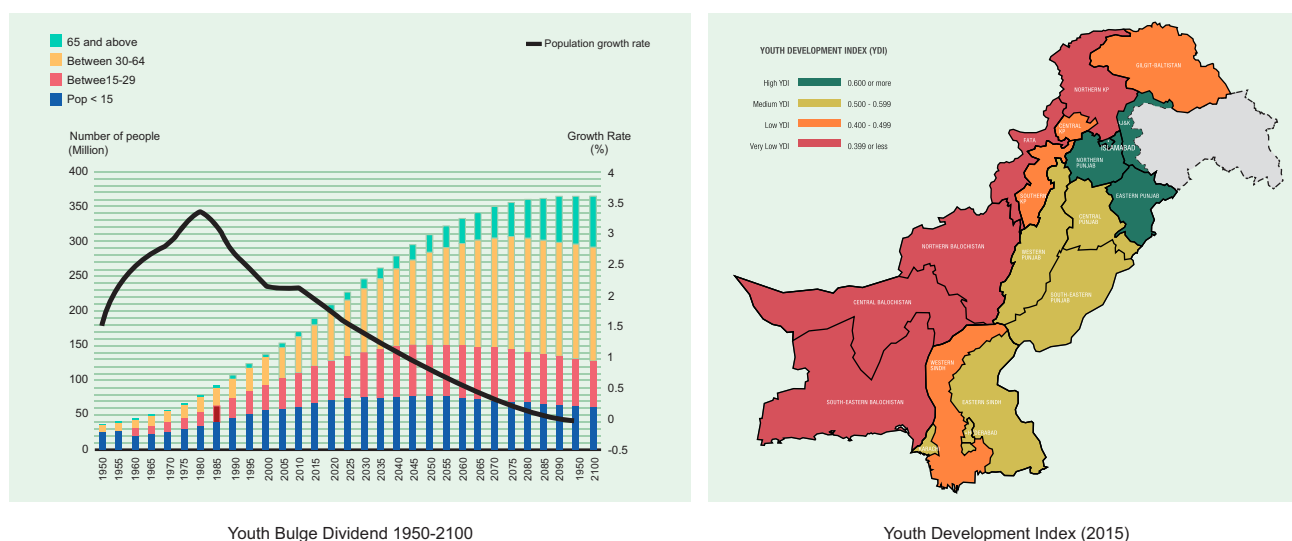 65 and above
Between 30-64
Betwee15-29
Pop < 15
Population growth rate
Number of people
(Million)
Growth Rate
(%)
400
350
300
250
200
150
100
50
0
4
3.5
3
2.5
2
1.5
1
0.5
0
-0.5
1950
1955
1960
1965
1970
1975
1980
1985
1990
1995
2000
2005
2010
2015
2020
2025
2030
2035
2040
2045
2050
2055
2060
2065
2070
2075
2080
2085
2090
1950
2100
Youth Bulge Dividend 1950-2100
YOUTH DEVELOPMENT INDEX (YDI)
High YDI
0.600 or more
Medium YDI
0.500 - 0.599
Low YDI
0.400 - 0.499
Very Low YDI
0.399 or less
GILGIT-BALTISTAN
NORTHERN KP
CENTRAL
KP
FATA
J&K
ISLAMABAD
NORTHERN
PUNJAB
SOUTHERN
KP
EASTERN PUNJAB
CENTRAL
PUNJAB
WESTERN
PUNJAB
NORTHERN BALOCHISTAN
SOUTH-EASTERN
PUNJAB
CENTRAL BALOCHISTAN
WESTERN
SINDH
SOUTH-EASTERN BALOCHISTAN
EASTERN SINDH
Youth Development Index (2015)